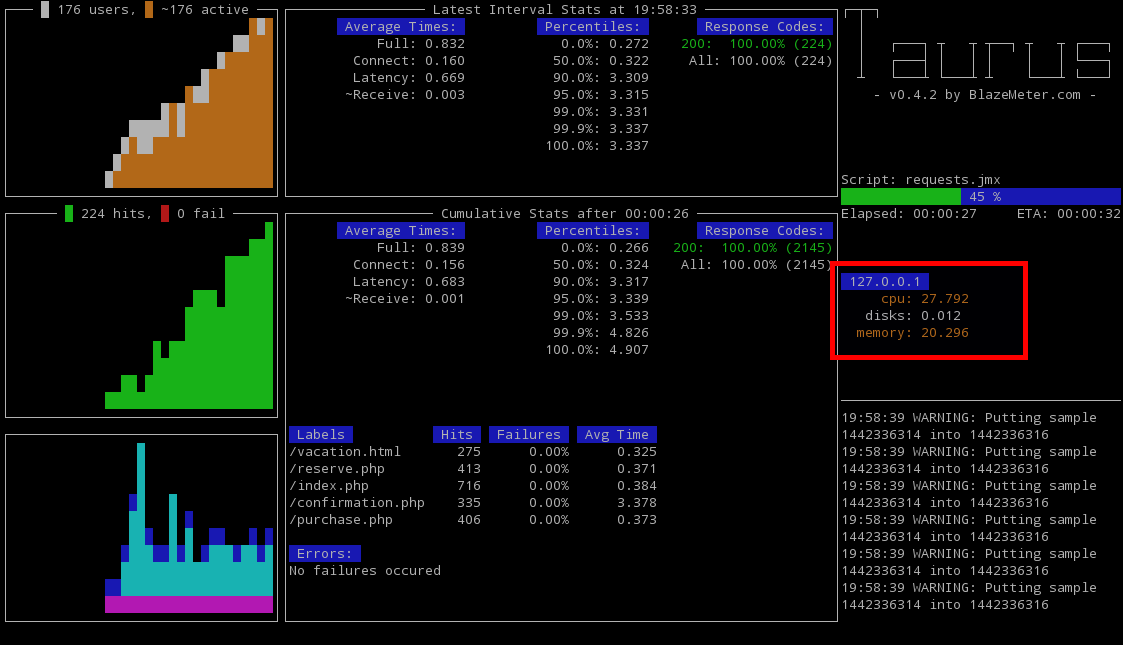 176 users, ~176 active
224 hits, 0 fail
Latest Interval Stats at 19:58:33
Average Times: Percentiles: Response Codes:
Full: 0.832 0.0%: 0.272 200: 100.00% (224)
Connect: 0.160 50.0%: 0.322 All: 100.00% (224)
Latency: 0.669 90.0%: 3.309
~Receive: 0.003 95.0%: 3.315
99.0%: 3.331
99.9%: 3.337
100.0%: 3.337
Cumulative Stats after 00:00:26
Average Times: Percentiles: Response Codes:
Full: 0.839 0.0%: 0.266 200: 100.00% (2145)
Connect: 0.156 50.0%: 0.324 All: 100.00% (2145)
Latency: 0.683 90.0%: 3.317
~Receive: 0.001 95.0%: 3.339
99.0%: 3.533
99.9%: 4.826
100.0%: 4.907
Labels Hits Failures Avg Time
/vacation.html 275 0.00% 0.325
/reserve.php 413 0.00% 0.371
/index.php 716 0.00% 0.384
/confirmation.php 335 0.00% 3.378
/purchase.php 406 0.00% 0.373
Errors:
No failures occured
Taurus
- v0.4.2 by BlazeMeter.com -
Script: requests.jmx
45 %
Elapsed: 00:00:27 ETA: 00:00:32
127.0.0.1
cpu: 27.792
disks: 0.012
memory: 20.296
19:58:39 WARNING: Putting sample
1442336314 into 1442336316
19:58:39 WARNING: Putting sample
1442336314 into 1442336316
19:58:39 WARNING: Putting sample
1442336314 into 1442336316
19:58:39 WARNING: Putting sample
1442336314 into 1442336316
19:58:39 WARNING: Putting sample
1442336314 into 1442336316
19:58:39 WARNING: Putting sample
1442336314 into 1442336316